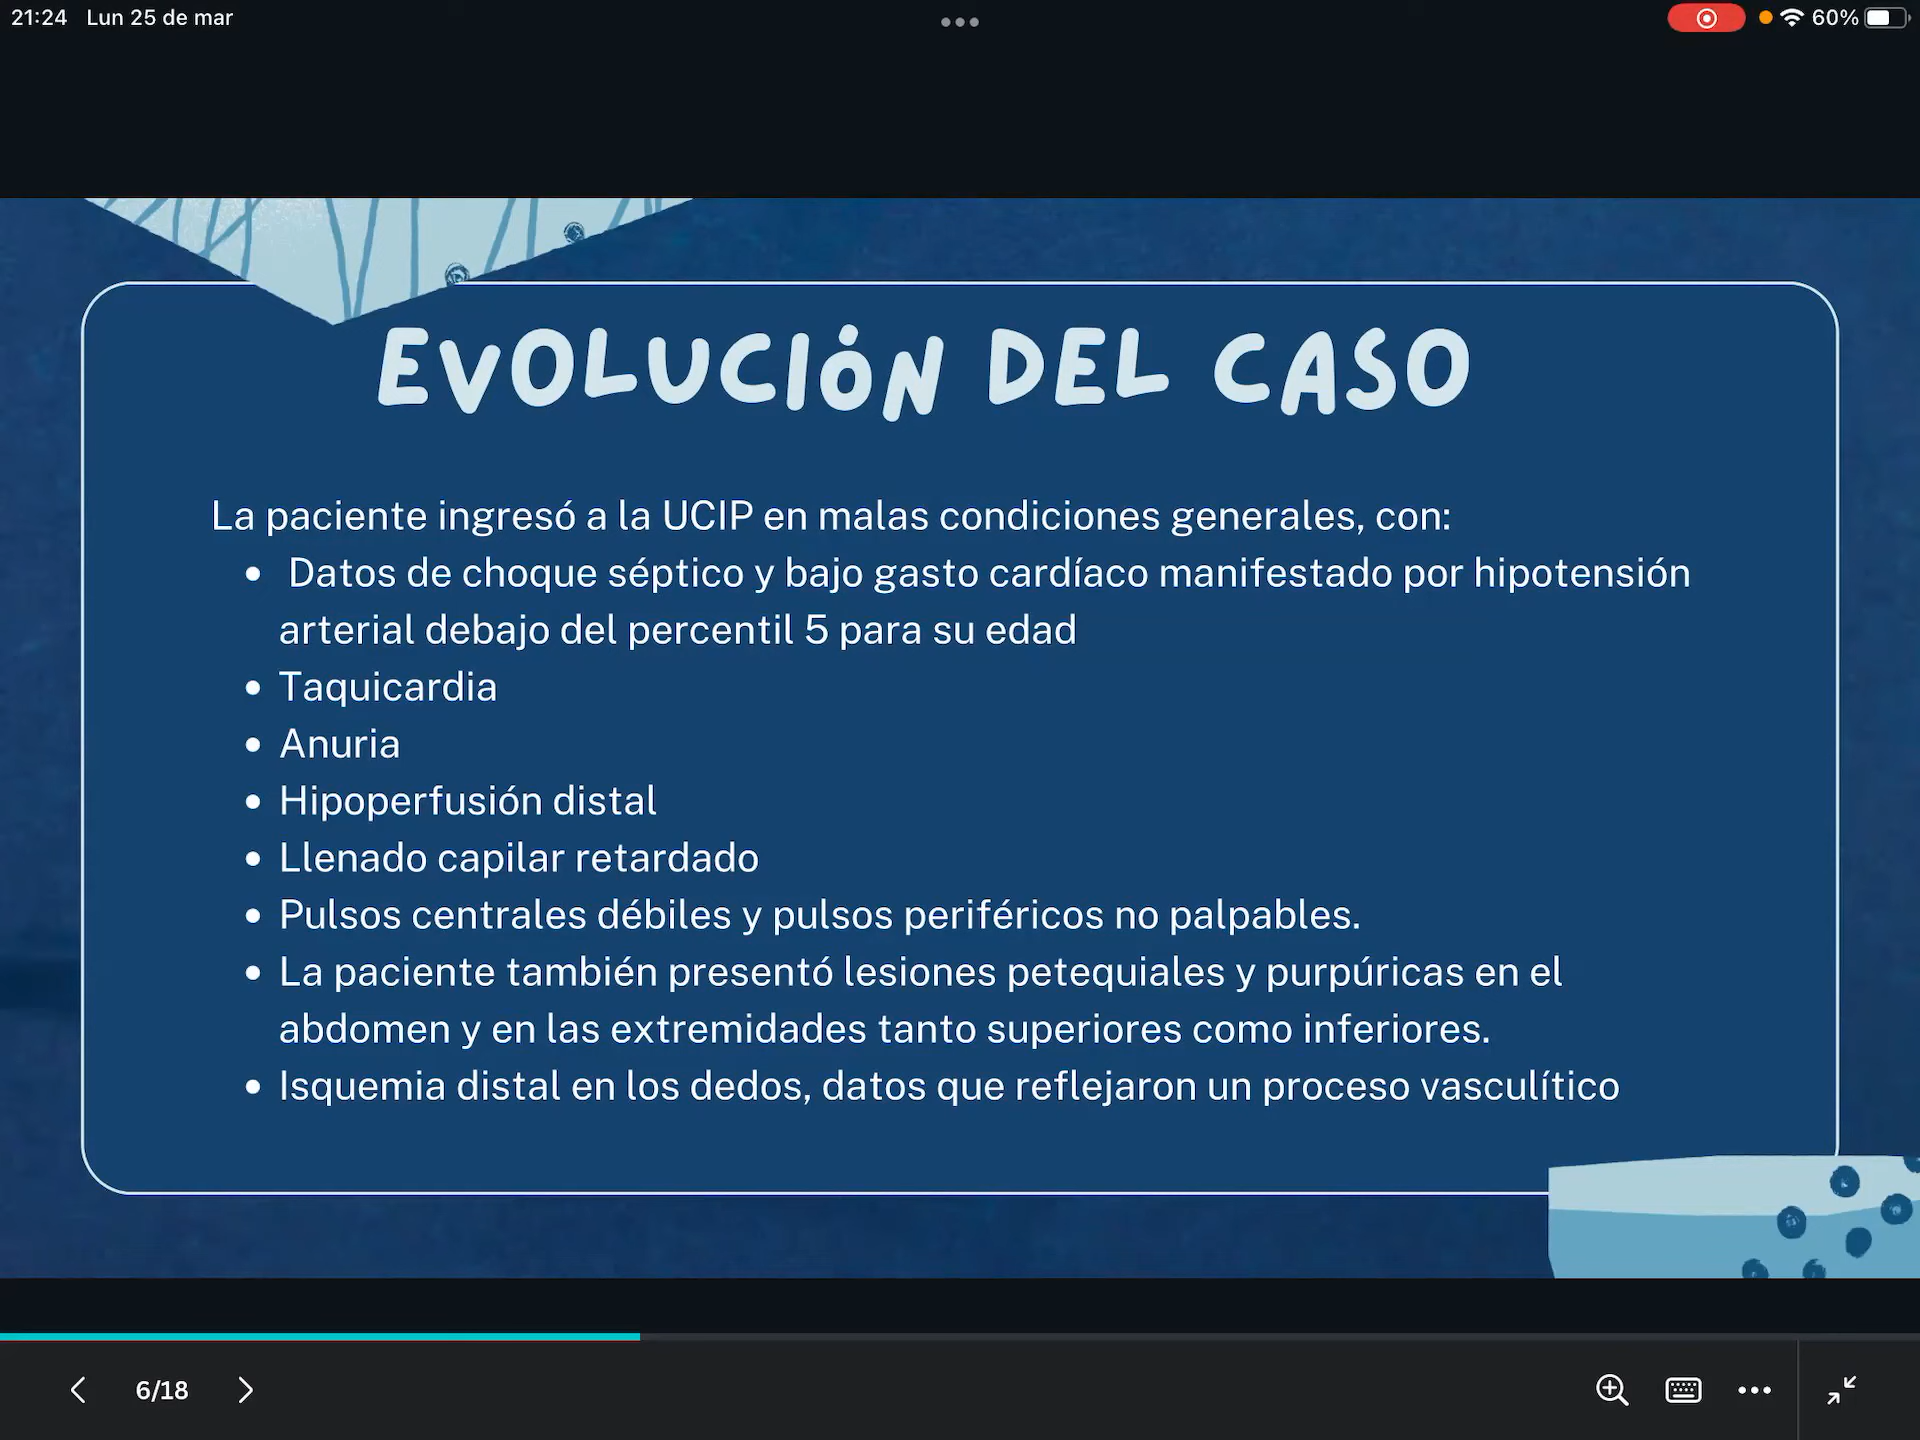 21:24 Lun 25 de mar
60%
EVOLUCIÓN DEL CASO
La paciente ingresó a la UCIP en malas condiciones generales, con:
• Datos de choque séptico y bajo gasto cardíaco manifestado por hipotensión
arterial debajo del percentil 5 para su edad
• Taquicardia
• Anuria
• Hipoperfusión distal
• Llenado capilar retardado
• Pulsos centrales débiles y pulsos periféricos no palpables.
• La paciente también presentó lesiones petequiales y purpúricas en el
abdomen y en las extremidades tanto superiores como inferiores.
• Isquemia distal en los dedos, datos que reflejaron un proceso vasculítico
6/18